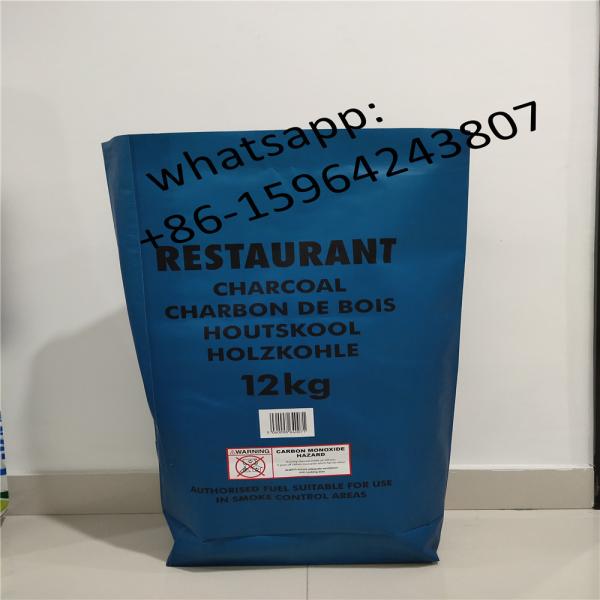 whatsapp:
+86-15964243807
RESTAURANT
CHARCOAL
CHARBON DE BOIS
HOUTSKOOL
HOLZKOHLE
12kg
WARNING
CARBON MONOXIDE
HAZARD
AUTHORISED FUEL SUITABLE FOR USE
IN SMOKE CONTROL AREAS